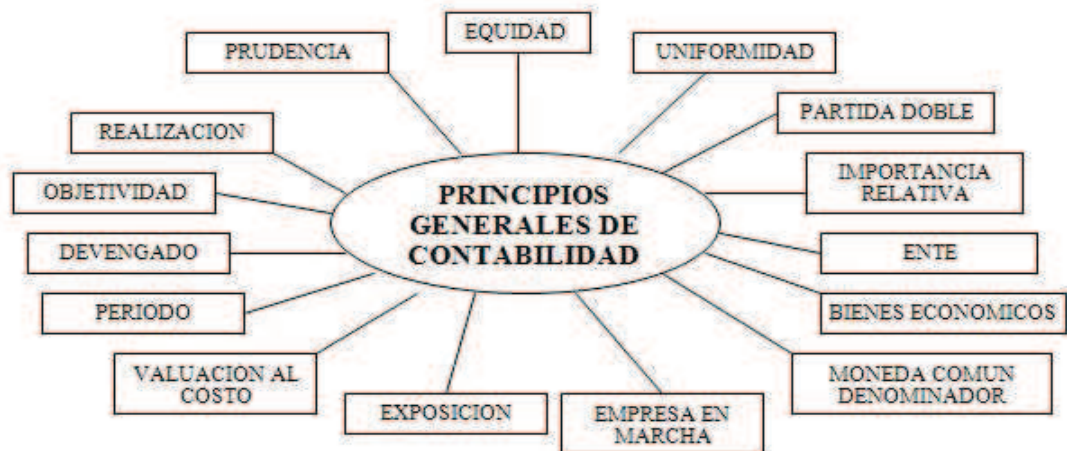 EQUIDAD
PRUDENCIA
UNIFORMIDAD
PARTIDA DOBLE
REALIZACION
IMPORTANCIA
RELATIVA
OBJETIVIDAD
PRINCIPIOS
GENERALES DE
CONTABILIDAD
DEVENGADO
ENTE
PERIODO
BIENES ECONOMICOS
VALUACION AL
COSTO
MONEDA COMUN
DENOMINADOR
EXPOSICION
EMPRESA EN
MARCHA